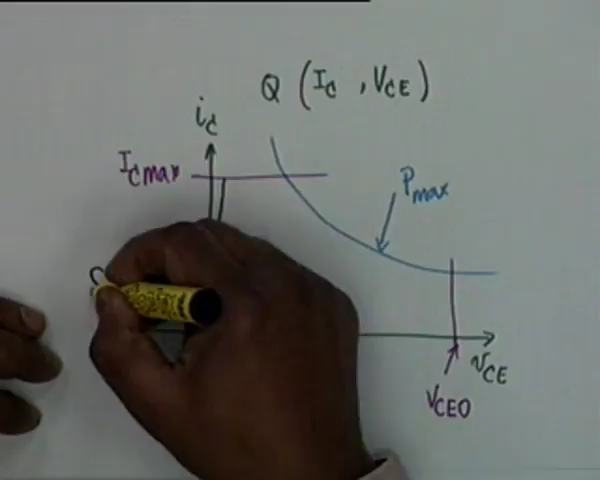 Q (IC , VCE)
iC
ICmax
Pmax
vCE
VCEO